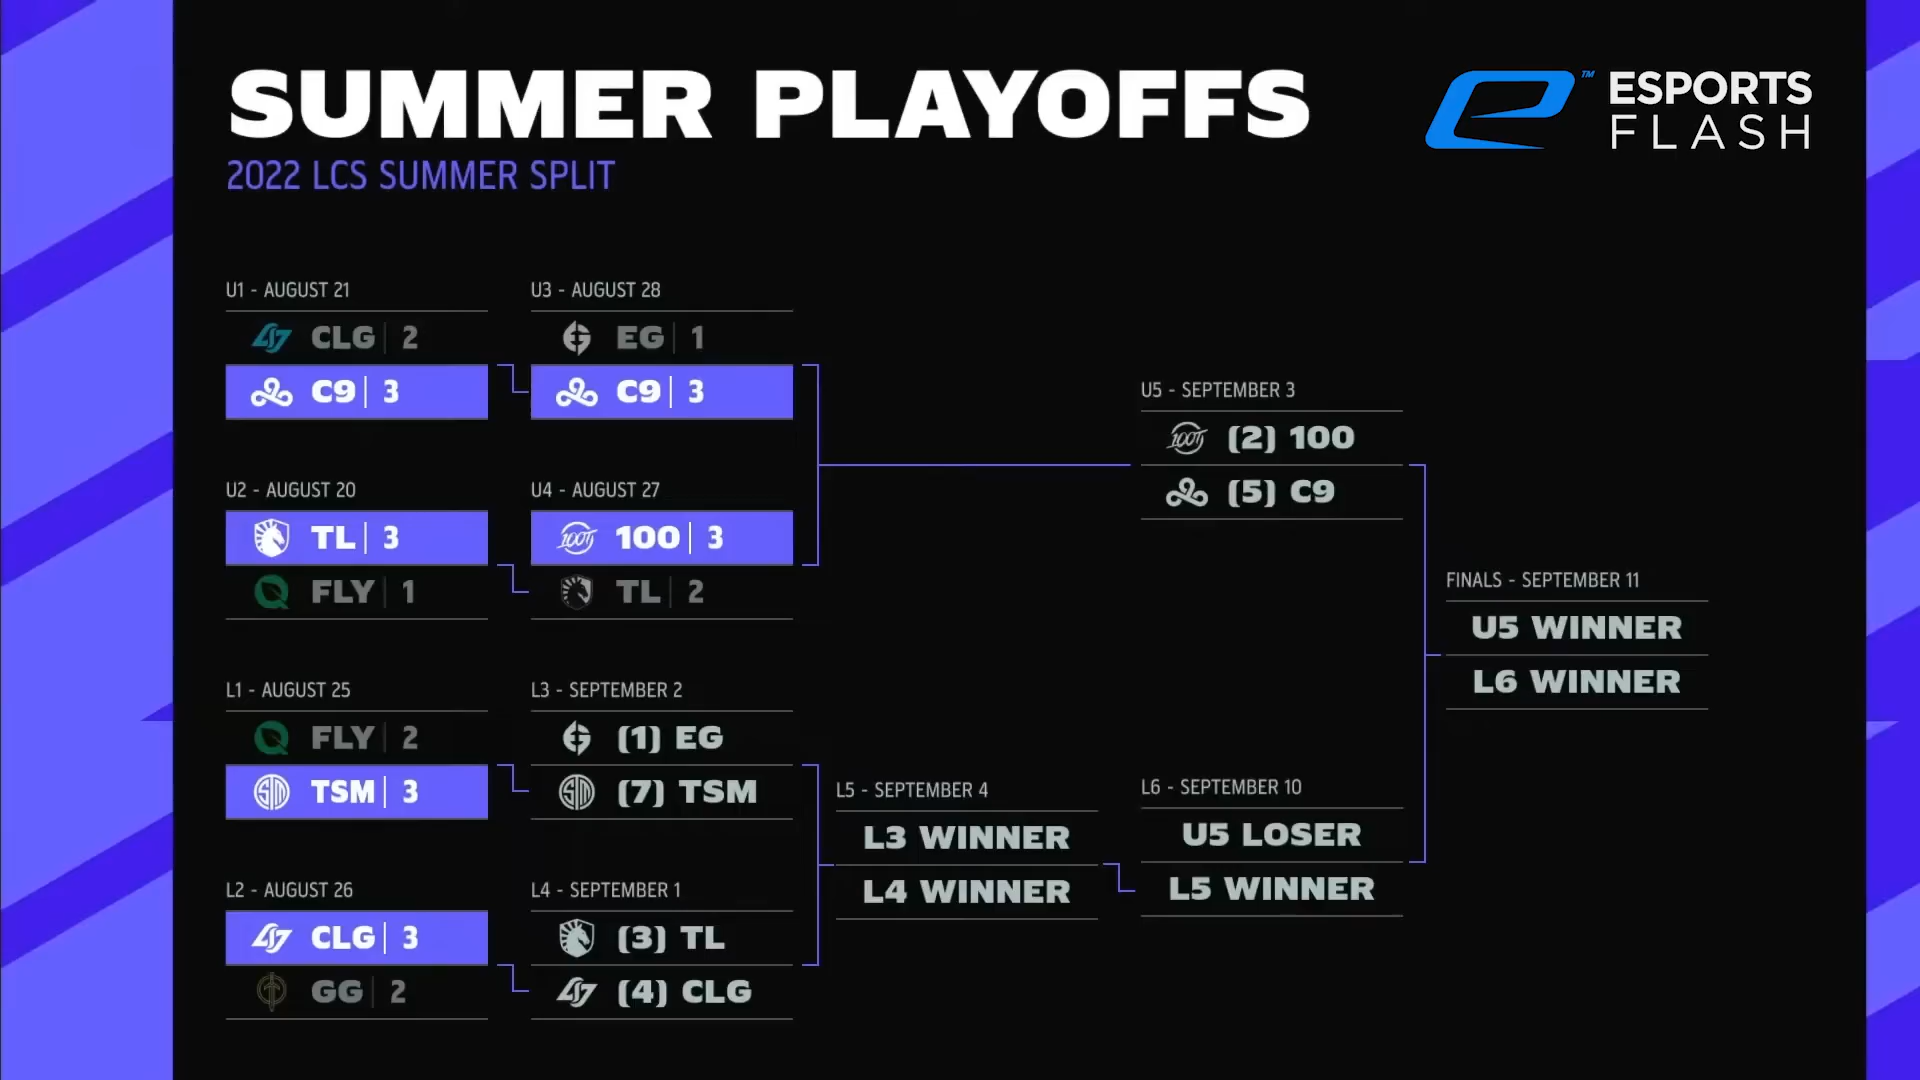 SUMMER PLAYOFFS
2022 LCS SUMMER SPLIT
™ ESPORTS
FLASH
U1 - AUGUST 21
CLG | 2
C9 | 3
U2 - AUGUST 20
TL | 3
FLY | 1
L1 - AUGUST 25
FLY | 2
TSM | 3
L2 - AUGUST 26
CLG | 3
GG | 2
U3 - AUGUST 28
EG | 1
C9 | 3
U4 - AUGUST 27
100T
100 | 3
TL | 2
L3 - SEPTEMBER 2
(1) EG
(7) TSM
L4 - SEPTEMBER 1
(3) TL
(4) CLG
L5 - SEPTEMBER 4
L3 WINNER
L4 WINNER
U5 - SEPTEMBER 3
100T
(2) 100
(5) C9
L6 - SEPTEMBER 10
U5 LOSER
L5 WINNER
FINALS - SEPTEMBER 11
U5 WINNER
L6 WINNER